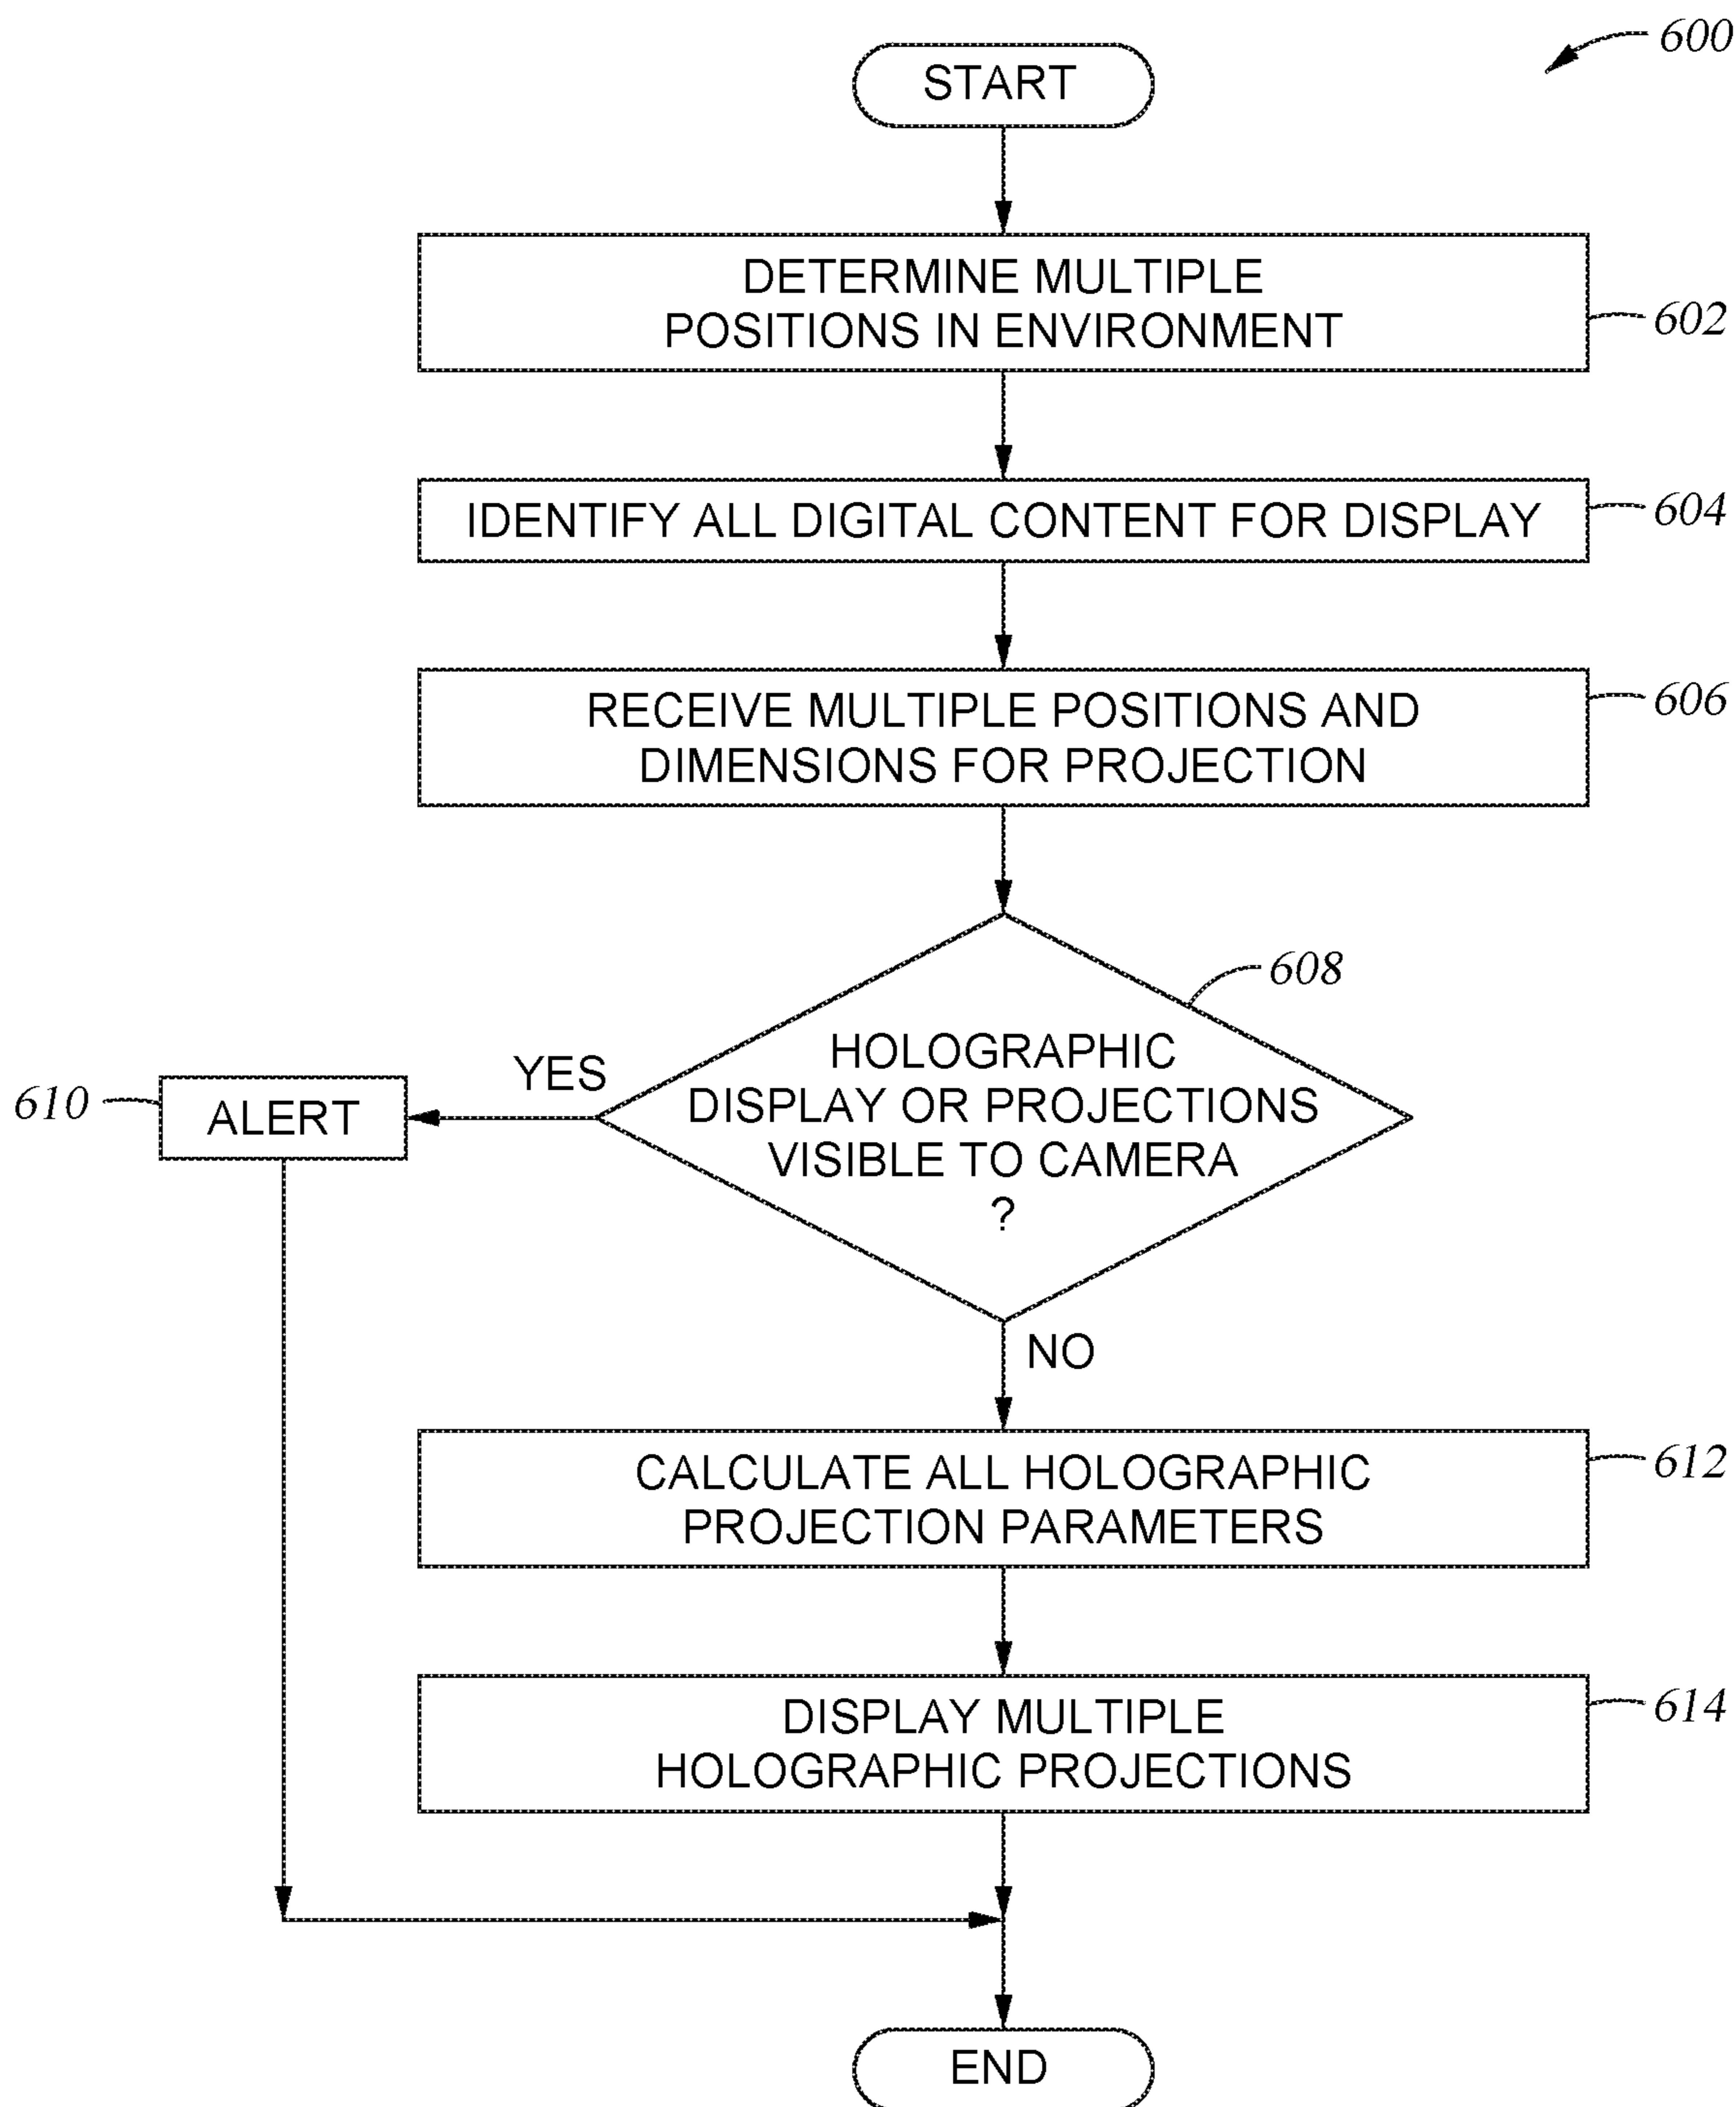 600
START
DETERMINE MULTIPLE
POSITIONS IN ENVIRONMENT
602
IDENTIFY ALL DIGITAL CONTENT FOR DISPLAY
604
RECEIVE MULTIPLE POSITIONS AND
DIMENSIONS FOR PROJECTION
606
608
HOLOGRAPHIC
DISPLAY OR PROJECTIONS
VISIBLE TO CAMERA
?
YES
610
ALERT
NO
CALCULATE ALL HOLOGRAPHIC
PROJECTION PARAMETERS
612
DISPLAY MULTIPLE
HOLOGRAPHIC PROJECTIONS
614
END